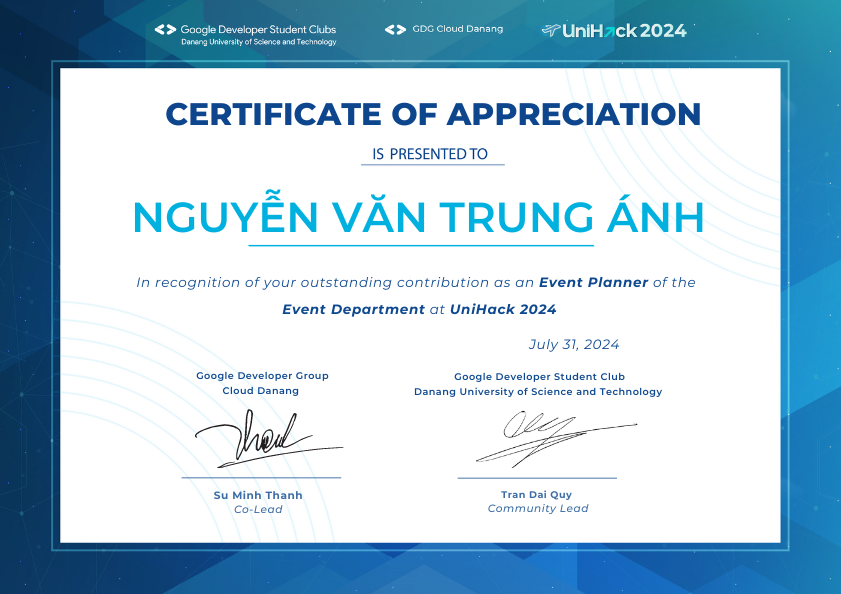 Google Developer Student Clubs
Danang University of Science and Technology
GDG Cloud Danang
UniHack 2024
CERTIFICATE OF APPRECIATION
IS PRESENTED TO
NGUYỄN VĂN TRUNG ÁNH
In recognition of your outstanding contribution as an Event Planner of the
Event Department at UniHack 2024
July 31, 2024
Google Developer Group
Cloud Danang
Google Developer Student Club
Danang University of Science and Technology
Su Minh Thanh
Co-Lead
Tran Dai Quy
Community Lead